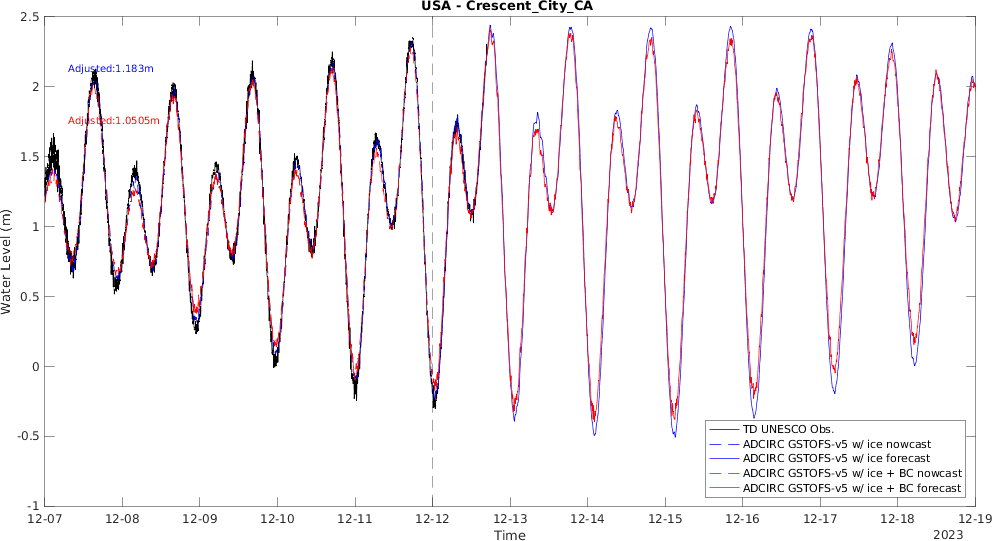 USA - Crescent_City_CA
2.5
2
1.5
1
0.5
0
-0.5
-1
Water Level (m)
Adjusted:1.183m
Adjusted:1.0505m
TD UNESCO Obs.
ADCIRC GSTOFS-v5 w/ ice nowcast
ADCIRC GSTOFS-v5 w/ ice forecast
ADCIRC GSTOFS-v5 w/ ice + BC nowcast
ADCIRC GSTOFS-v5 w/ ice + BC forecast
12-07 12-08 12-09 12-10 12-11 12-12 12-13 12-14 12-15 12-16 12-17 12-18 12-19
Time
2023